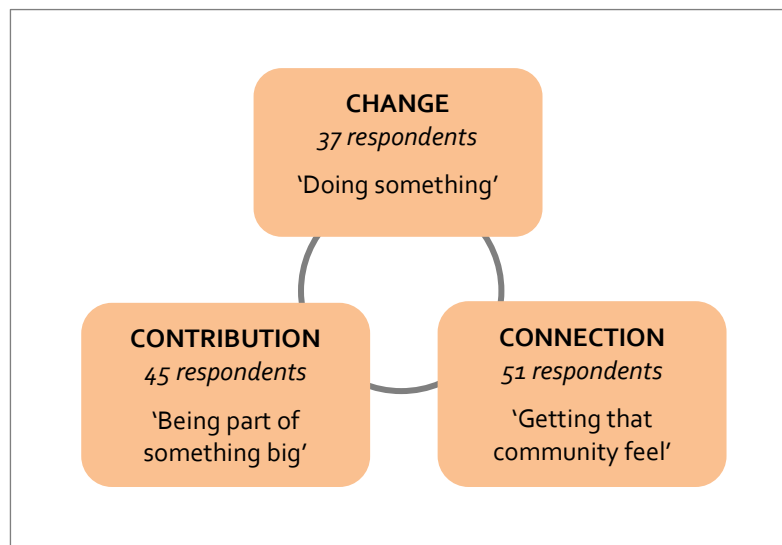 CHANGE
37 respondents
‘Doing something’
CONTRIBUTION
45 respondents
‘Being part of
something big’
CONNECTION
51 respondents
‘Getting that
community feel’